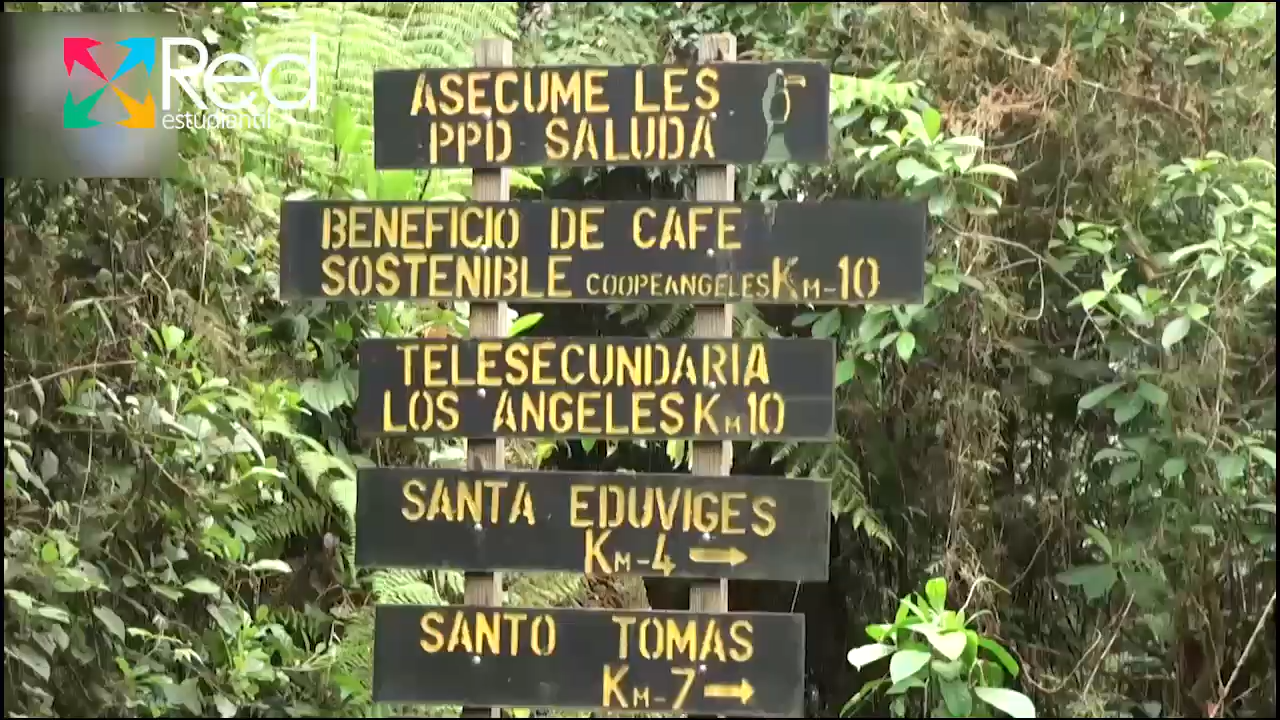 Red
estudiantil
ASECUME LES
PPD SALUDA
BENEFICIO DE CAFE
SOSTENIBLE COOPEANGELES KM-10
TELESECUNDARIA
LOS ANGELES KM 10
SANTA EDUVIGES
KM-4
SANTO TOMAS
KM-7